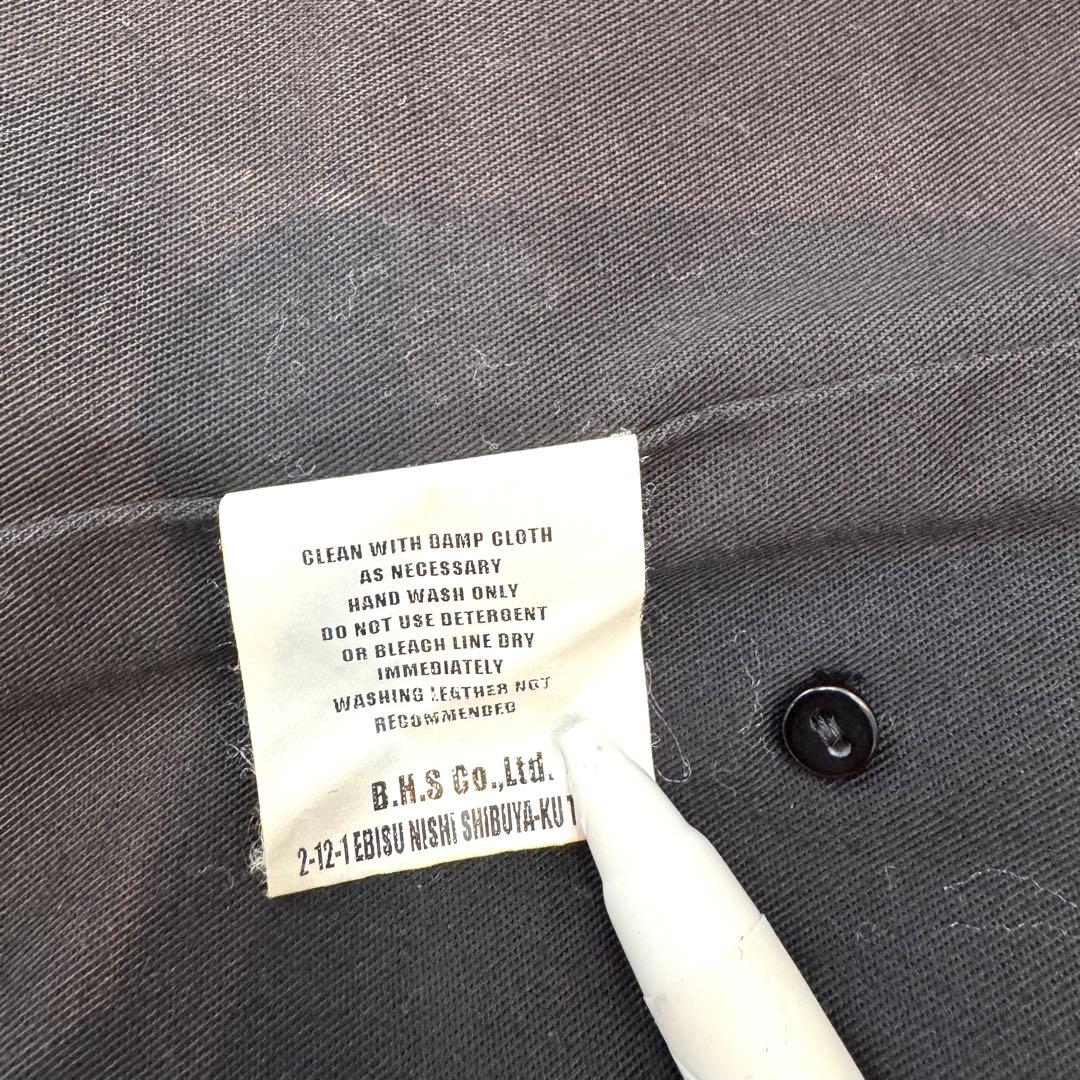 CLEAN WITH DAMP CLOTH
AS NECESSARY
HAND WASH ONLY
DO NOT USE DETERGENT
OR BLEACH LINE DRY
IMMEDIATELY
WASHING LEATHER NOT
RECOMMENDED
B.H.S Co.,Ltd.
2-12-1 EBISU NISHI SHIBUYA-KU